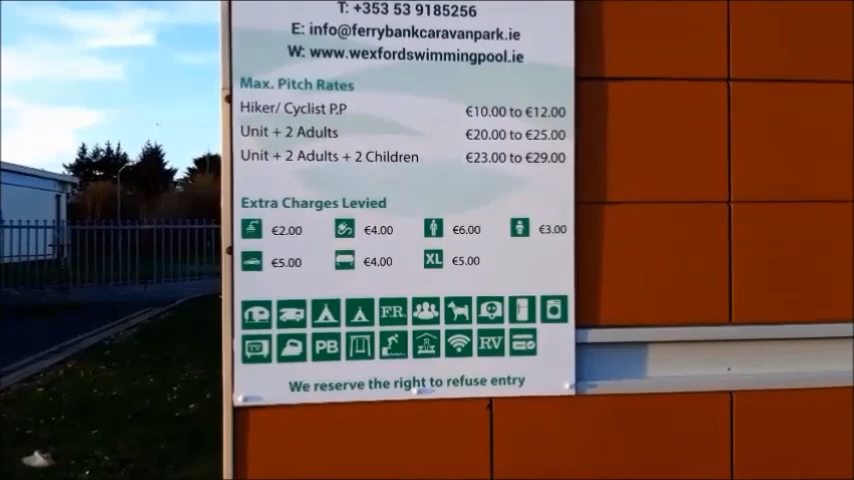 T: +353 53 9185256
E: info@ferrybankcaravanpark.ie
W: www.wexfordswimmingpool.ie
Max. Pitch Rates
Hiker/ Cyclist P.P €10.00 to €12.00
Unit + 2 Adults €20.00 to €25.00
Unit + 2 Adults + 2 Children €23.00 to €29.00
Extra Charges Levied
€2.00 €4.00 €6.00 €3.00
€5.00 €4.00 XL €5.00
FR.
TV PB RV
We reserve the right to refuse entry